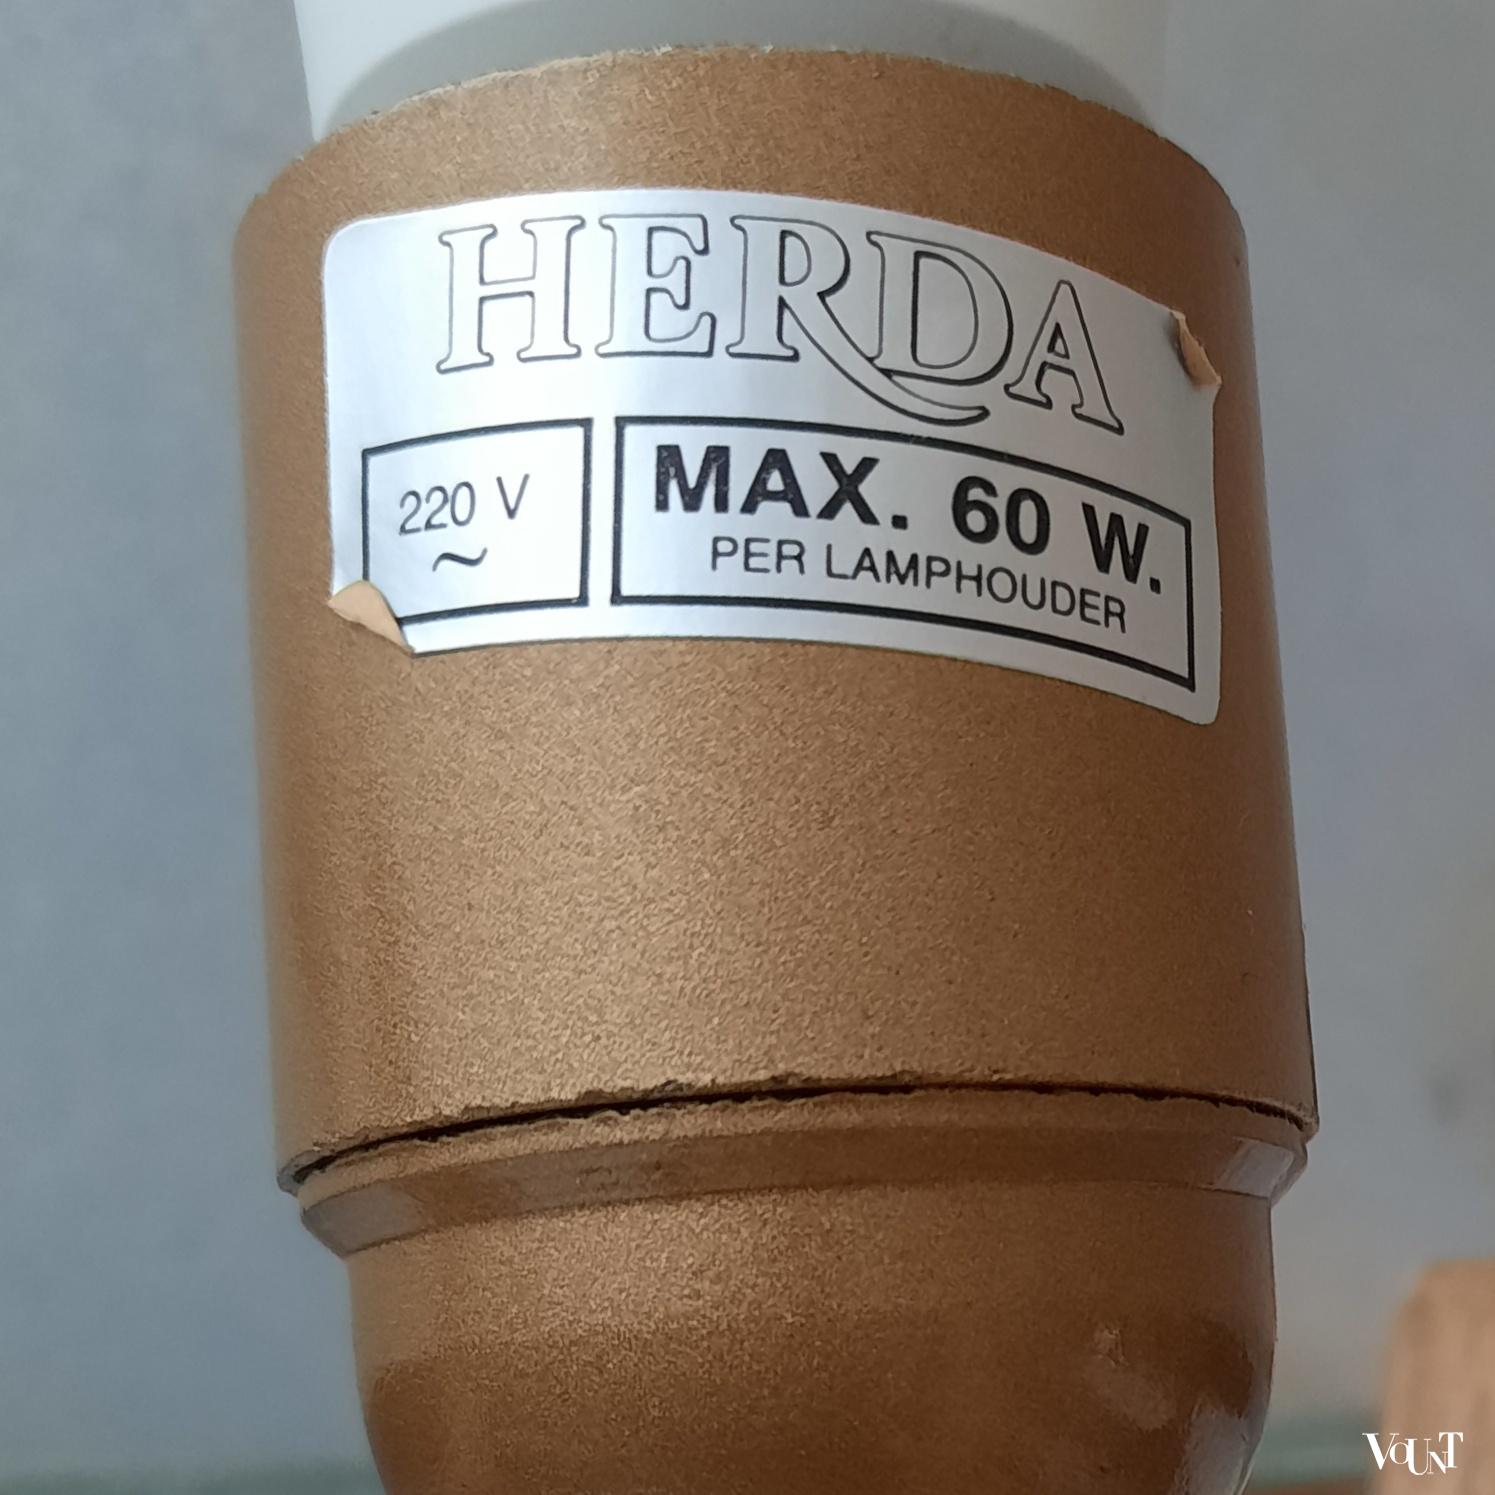 HERDA
220 V
~
MAX. 60 W.
PER LAMPHOUDER
VOUNT